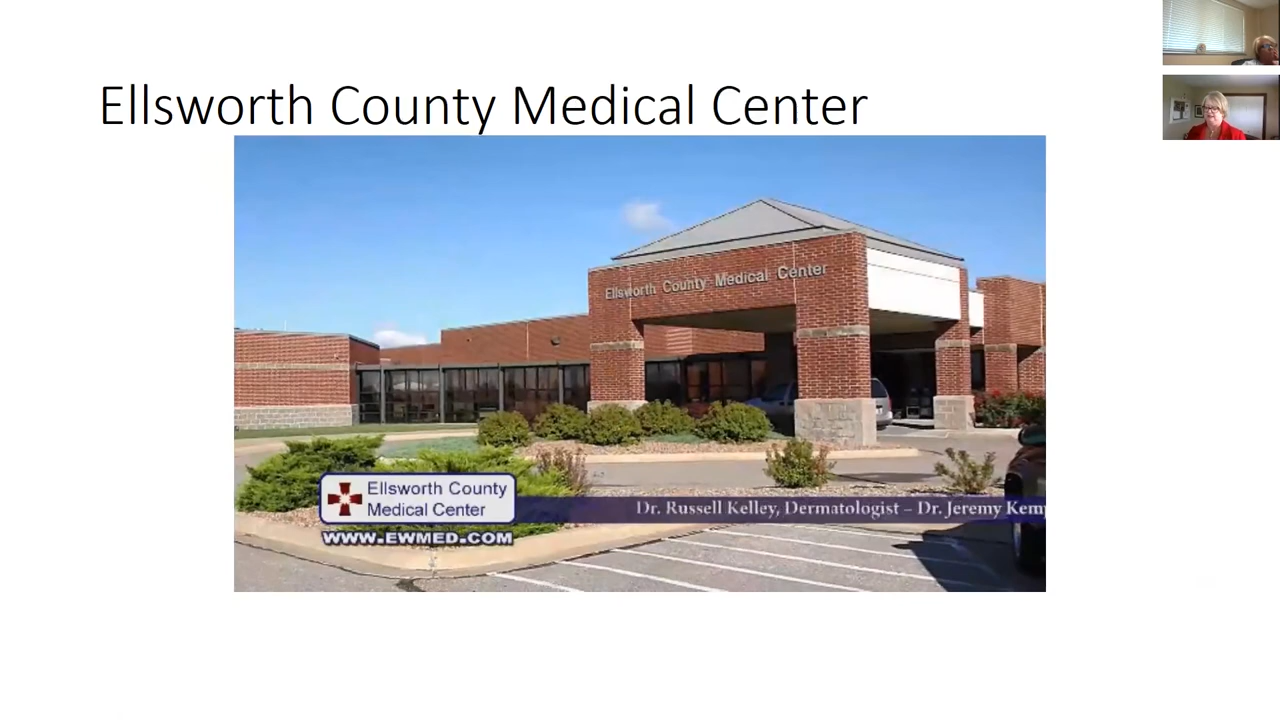 Ellsworth County Medical Center
Ellsworth County Medical Center
Ellsworth County
Medical Center
Dr. Russell Kelley, Dermatologist – Dr. Jeremy
WWW.EWMED.COM